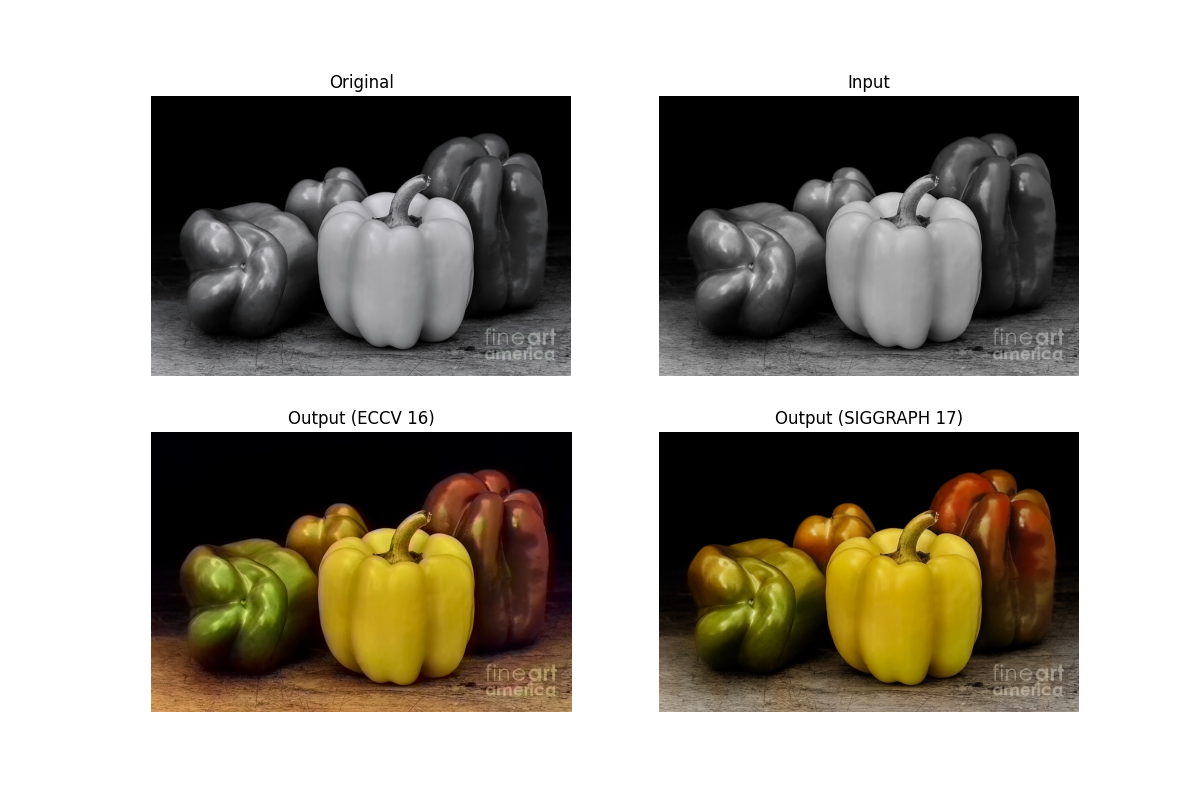 Original
Input
fineart
america
fineart
america
Output (ECCV 16)
Output (SIGGRAPH 17)
fineart
america
fineart
america